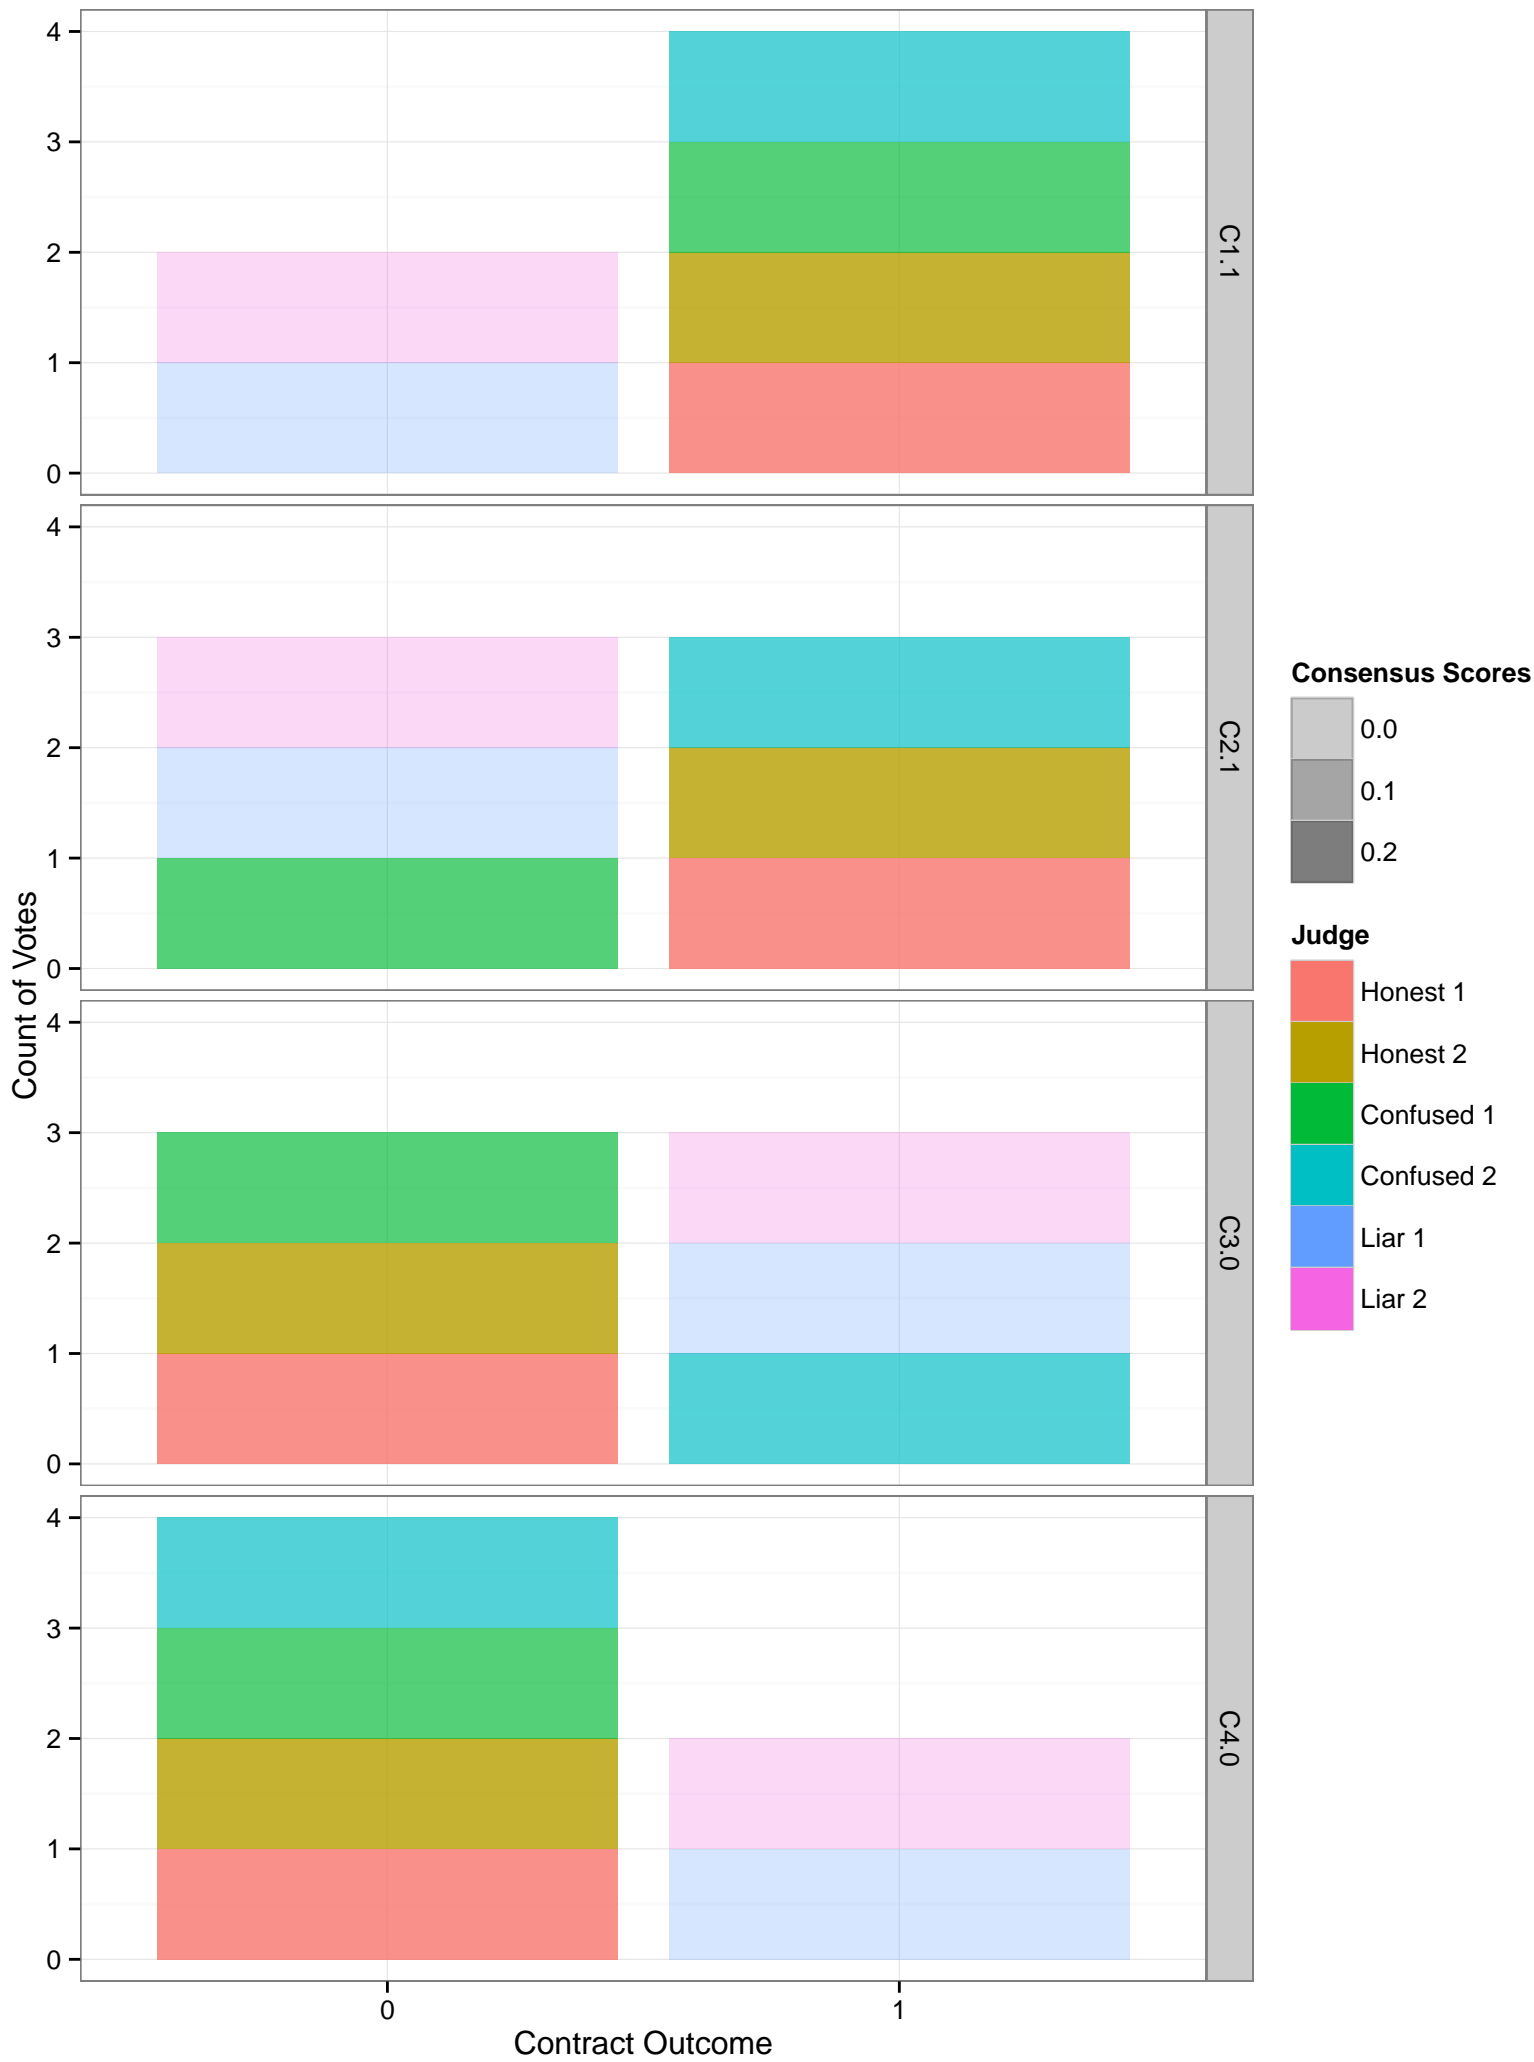 4
3
2
1
0
C1.1
4
3
2
1
0
C2.1
4
3
2
1
0
C3.0
4
3
2
1
0
C4.0
0
1
Contract Outcome
Count of Votes
Consensus Scores
0.0
0.1
0.2
Judge
Honest 1
Honest 2
Confused 1
Confused 2
Liar 1
Liar 2